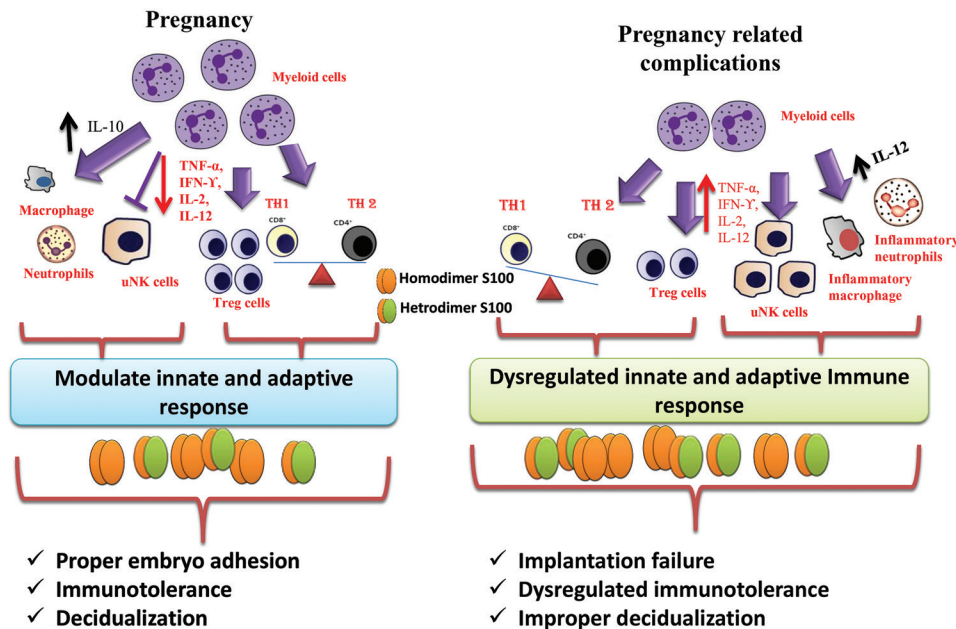 Pregnancy
Myeloid cells
IL-10
TNF-α,
IFN-ϒ,
IL-2,
IL-12
Macrophage
Neutrophils
uNK cells
TH1
TH 2
CD8⁺
CD4⁺
Treg cells
Homodimer S100
Hetrodimer S100
Modulate innate and adaptive
response
✓ Proper embryo adhesion
✓ Immunotolerance
✓ Decidualization
Pregnancy related
complications
Myeloid cells
IL-12
TH1
TH 2
CD8⁺
CD4⁺
TNF-α,
IFN-ϒ,
IL-2,
IL-12
Treg cells
uNK cells
Inflammatory
neutrophils
Inflammatory
macrophage
Dysregulated innate and adaptive Immune
response
✓ Implantation failure
✓ Dysregulated immunotolerance
✓ Improper decidualization